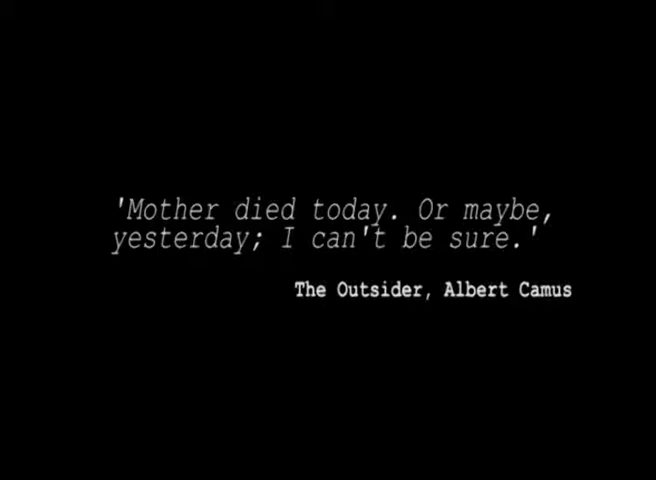 'Mother died today. Or maybe,
yesterday; I can't be sure.'
The Outsider, Albert Camus